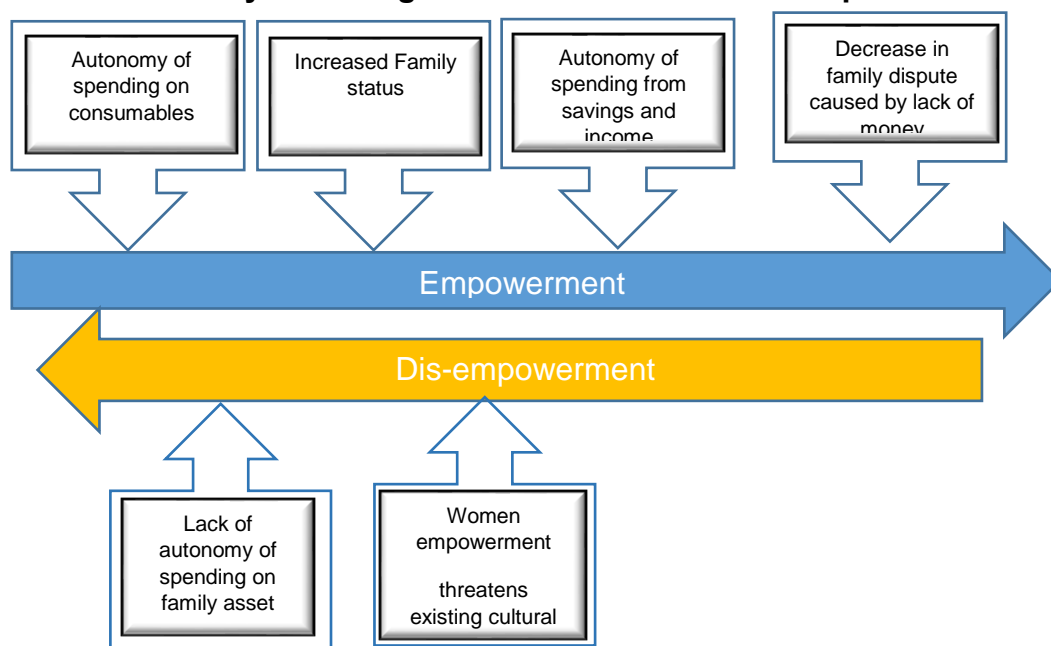 Autonomy of
spending on
consumables
Increased Family
status
Autonomy of
spending from
savings and
income
Decrease in
family dispute
caused by lack of
money
Empowerment
Dis-empowerment
Lack of
autonomy of
spending on
family asset
Women
empowerment
threatens
existing cultural